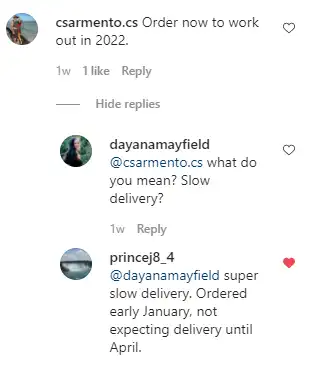 csarmento.cs Order now to work
out in 2022.
1w 1 like Reply
Hide replies
dayanamayfield
@csarmento.cs what do
you mean? Slow
delivery?
1w Reply
princej8_4
@dayanamayfield super
slow delivery. Ordered
early January, not
expecting delivery until
April.